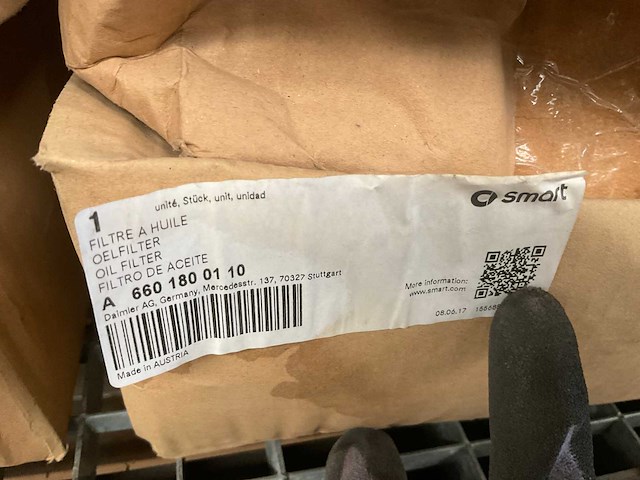 1 unité, Stück, unit, unidad
smart
FILTRE A HUILE
OELFILTER
OIL FILTER
FILTRO DE ACEITE
A 660 180 01 10
Daimler AG, Germany, Mercedesstr. 137, 70327 Stuttgart
Made in AUSTRIA
More information:
www.smart.com
08.06.17